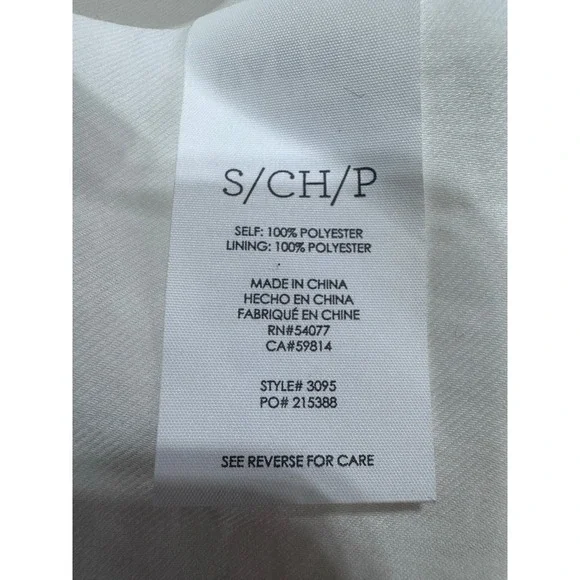 S/CH/P
SELF: 100% POLYESTER
LINING: 100% POLYESTER
MADE IN CHINA
HECHO EN CHINA
FABRIQUÉ EN CHINE
RN#54077
CA#59814
STYLE# 3095
PO# 215388
SEE REVERSE FOR CARE